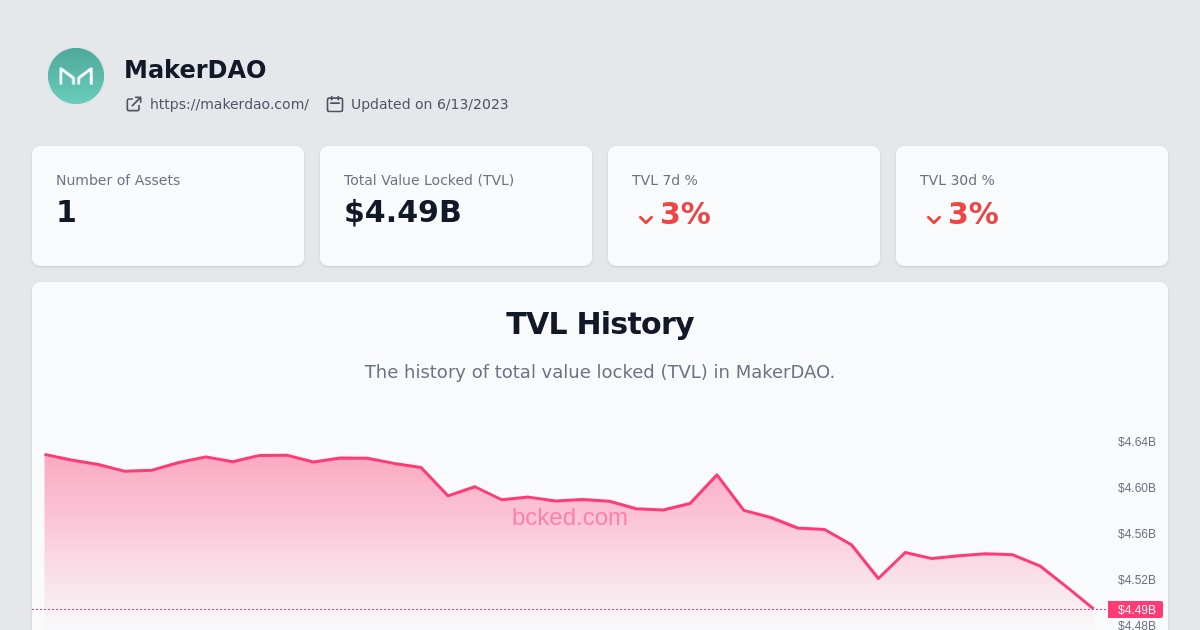 MakerDAO
https://makerdao.com/ Updated on 6/13/2023
Number of Assets
1
Total Value Locked (TVL)
$4.49B
TVL 7d %
3%
TVL 30d %
3%
TVL History
The history of total value locked (TVL) in MakerDAO.
$4.64B
$4.60B
bcked.com
$4.56B
$4.52B
$4.49B
$4.48B